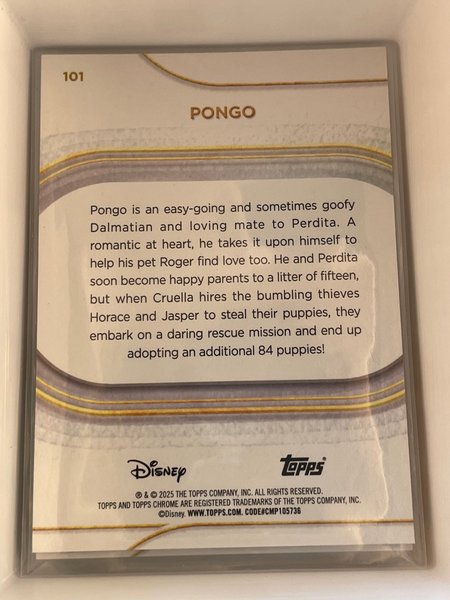 101
PONGO
Pongo is an easy-going and sometimes goofy
Dalmatian and loving mate to Perdita. A
romantic at heart, he takes it upon himself to
help his pet Roger find love too. He and Perdita
soon become happy parents to a litter of fifteen,
but when Cruella hires the bumbling thieves
Horace and Jasper to steal their puppies, they
embark on a daring rescue mission and end up
adopting an additional 84 puppies!
Disney topps
® & © 2025 THE TOPPS COMPANY, INC. ALL RIGHTS RESERVED.
TOPPS AND TOPPS CHROME ARE REGISTERED TRADEMARKS OF THE TOPPS COMPANY, INC.
©Disney. WWW.TOPPS.COM. CODE#CMP105736